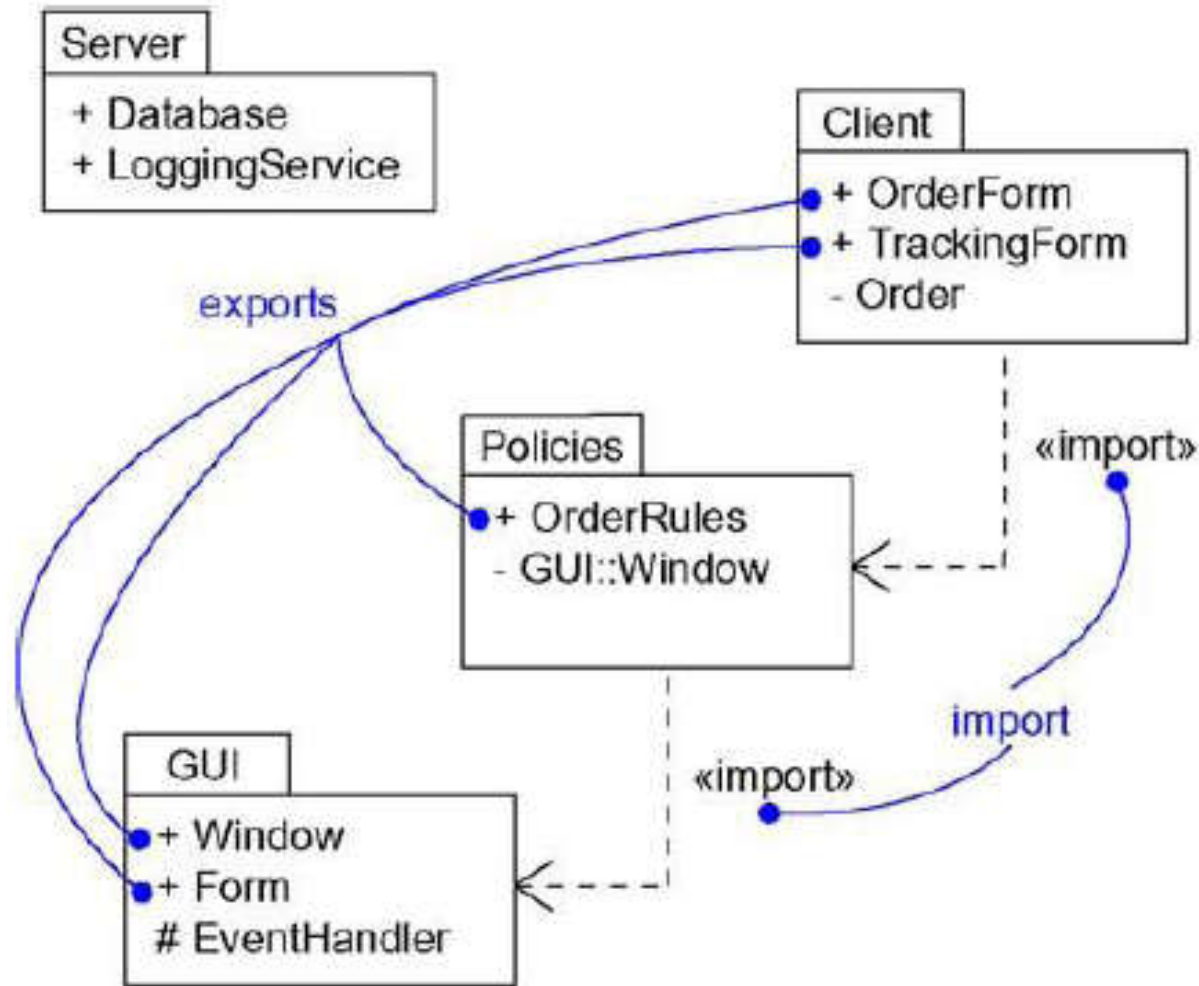 Server
+ Database
+ LoggingService
Client
+ OrderForm
+ TrackingForm
- Order
exports
Policies
+ OrderRules
- GUI::Window
«import»
import
«import»
GUI
+ Window
+ Form
# EventHandler